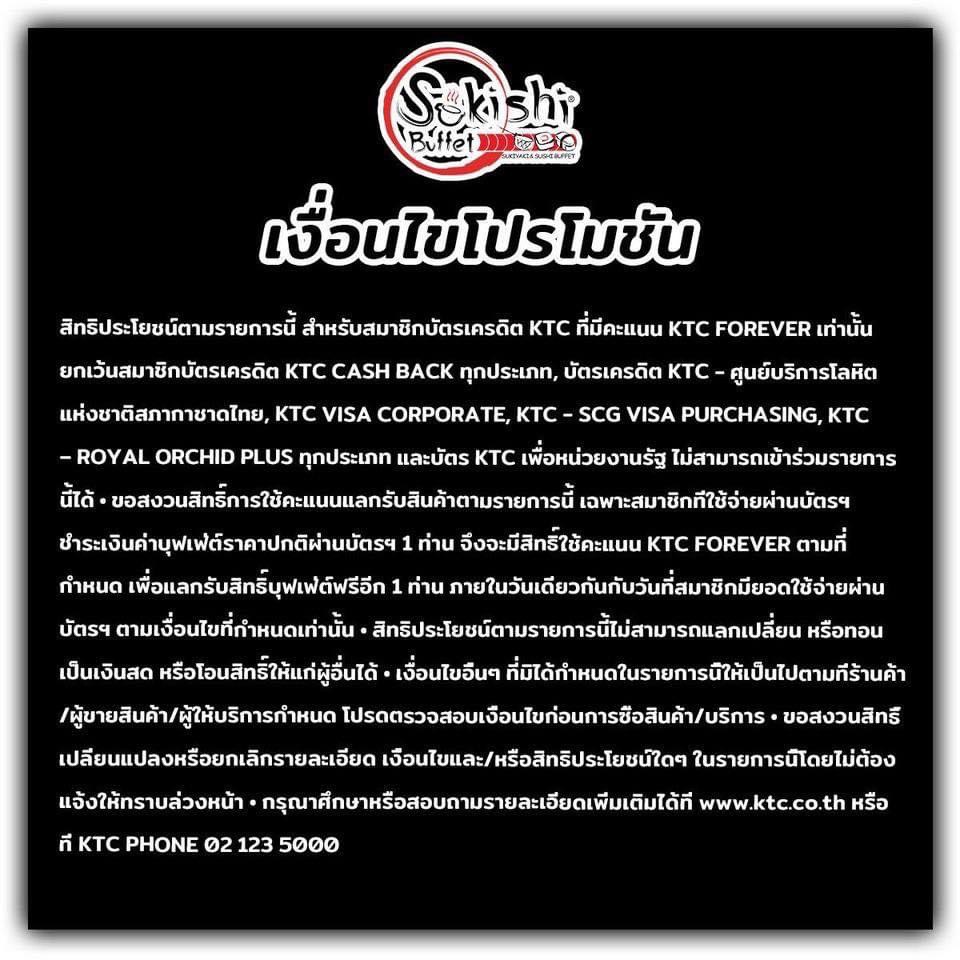 Sukishi
Buffet
SUKIYAKI & SUSHI BUFFET
เงื่อนไขโปรโมชัน
สิทธิประโยชน์ตามรายการนี้ สำหรับสมาชิกบัตรเครดิต KTC ที่มีคะแนน KTC FOREVER เท่านั้น
ยกเว้นสมาชิกบัตรเครดิต KTC CASH BACK ทุกประเภท, บัตรเครดิต KTC - ศูนย์บริการโลหิต
แห่งชาติสภากาชาดไทย, KTC VISA CORPORATE, KTC - SCG VISA PURCHASING, KTC
– ROYAL ORCHID PLUS ทุกประเภท และบัตร KTC เพื่อหน่วยงานรัฐ ไม่สามารถเข้าร่วมรายการ
นี้ได้ • ขอสงวนสิทธิ์การใช้คะแนนแลกรับสินค้าตามรายการนี้ เฉพาะสมาชิกที่ใช้จ่ายผ่านบัตรฯ
ชำระเงินค่าบุฟเฟ่ต์ราคาปกติผ่านบัตรฯ 1 ท่าน จึงจะมีสิทธิ์ใช้คะแนน KTC FOREVER ตามที่
กำหนด เพื่อแลกรับสิทธิ์บุฟเฟ่ต์ฟรีอีก 1 ท่าน ภายในวันเดียวกันกับวันที่สมาชิกมียอดใช้จ่ายผ่าน
บัตรฯ ตามเงื่อนไขที่กำหนดเท่านั้น • สิทธิประโยชน์ตามรายการนี้ไม่สามารถแลกเปลี่ยน หรือทอน
เป็นเงินสด หรือโอนสิทธิ์ให้แก่ผู้อื่นได้ • เงื่อนไขอื่นๆ ที่มิได้กำหนดในรายการนี้ให้เป็นไปตามที่ร้านค้า
/ผู้ขายสินค้า/ผู้ให้บริการกำหนด โปรดตรวจสอบเงื่อนไขก่อนการซื้อสินค้า/บริการ • ขอสงวนสิทธิ์
เปลี่ยนแปลงหรือยกเลิกรายละเอียด เงื่อนไขและ/หรือสิทธิประโยชน์ใดๆ ในรายการนี้โดยไม่ต้อง
แจ้งให้ทราบล่วงหน้า • กรุณาศึกษาหรือสอบถามรายละเอียดเพิ่มเติมได้ที่ www.ktc.co.th หรือ
ที่ KTC PHONE 02 123 5000